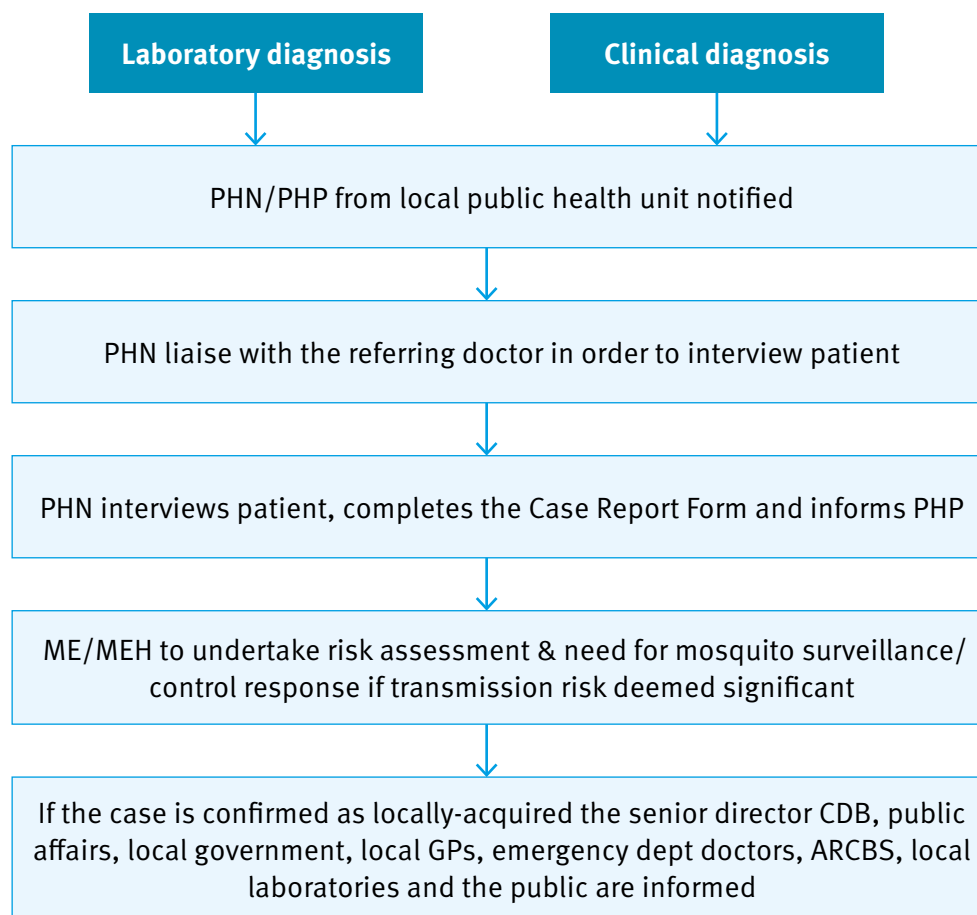 Laboratory diagnosis
Clinical diagnosis
PHN/PHP from local public health unit notified
PHN liaise with the referring doctor in order to interview patient
PHN interviews patient, completes the Case Report Form and informs PHP
ME/MEH to undertake risk assessment & need for mosquito surveillance/
control response if transmission risk deemed significant
If the case is confirmed as locally-acquired the senior director CDB, public
affairs, local government, local GPs, emergency dept doctors, ARCBS, local
laboratories and the public are informed